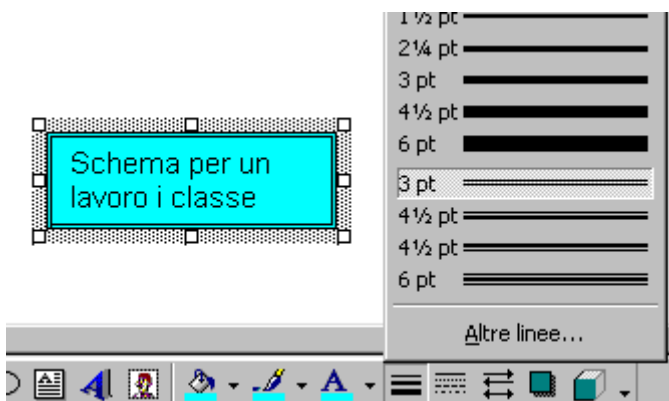 Schema per un
lavoro i classe
1½ pt
2¼ pt
3 pt
4½ pt
6 pt
3 pt
4½ pt
4½ pt
6 pt
Altre linee...